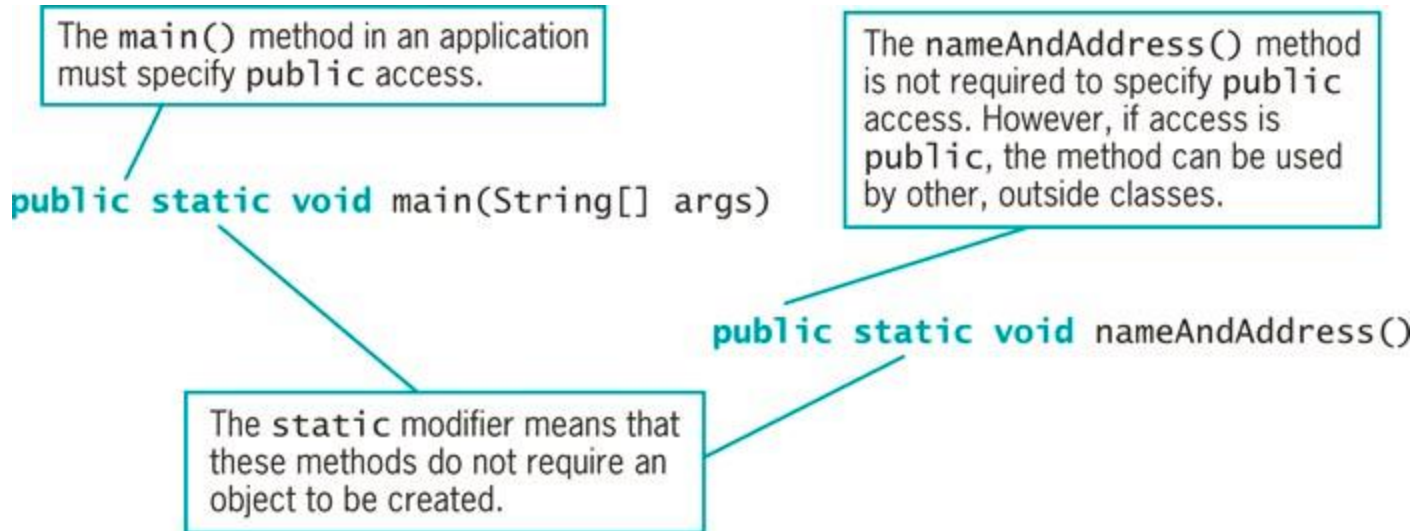 The main() method in an application
must specify public access.
The nameAndAddress() method
is not required to specify public
access. However, if access is
public, the method can be used
by other, outside classes.
public static void main(String[] args)
public static void nameAndAddress()
The static modifier means that
these methods do not require an
object to be created.